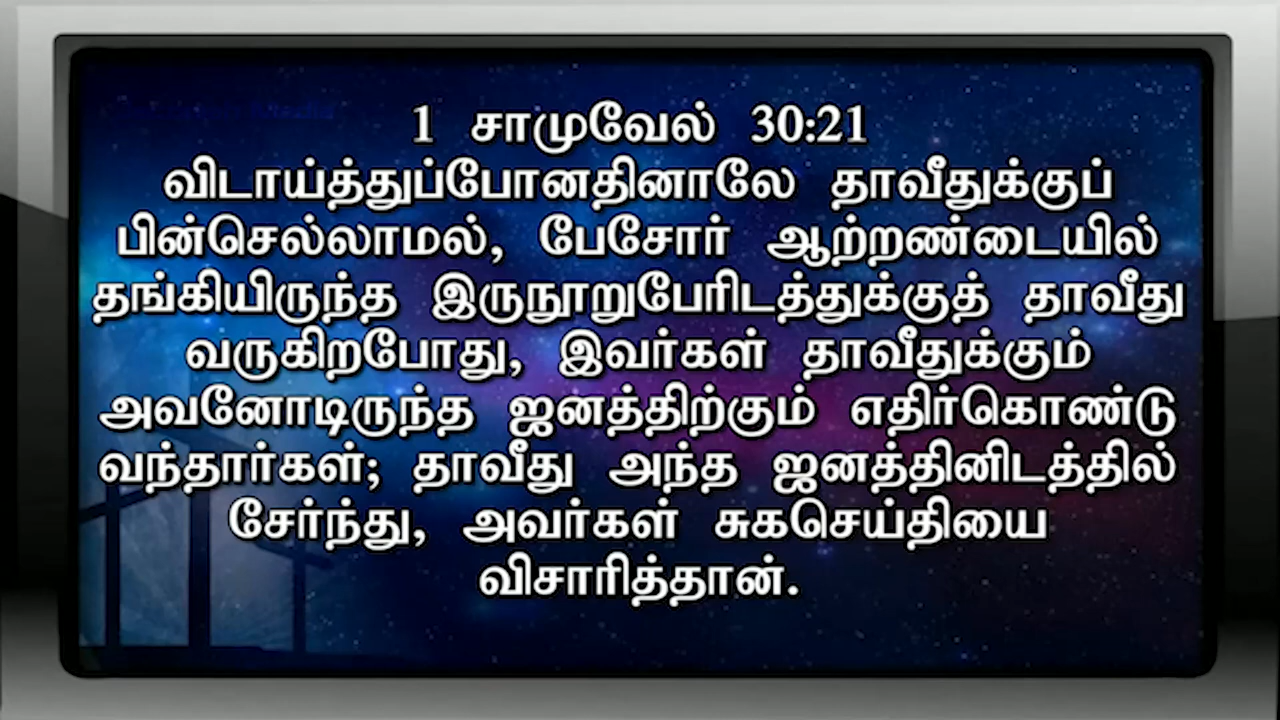 1 சாமுவேல் 30:21
விடாய்த்துப்போனதினாலே தாவீதுக்குப்
பின்செல்லாமல், பேசோர் ஆற்றண்டையில்
தங்கியிருந்த இருநூறுபேரிடத்துக்குத் தாவீது
வருகிறபோது, இவர்கள் தாவீதுக்கும்
அவனோடிருந்த ஜனத்திற்கும் எதிர்கொண்டு
வந்தார்கள்; தாவீது அந்த ஜனத்தினிடத்தில்
சேர்ந்து, அவர்கள் சுகசெய்தியை
விசாரித்தான்.